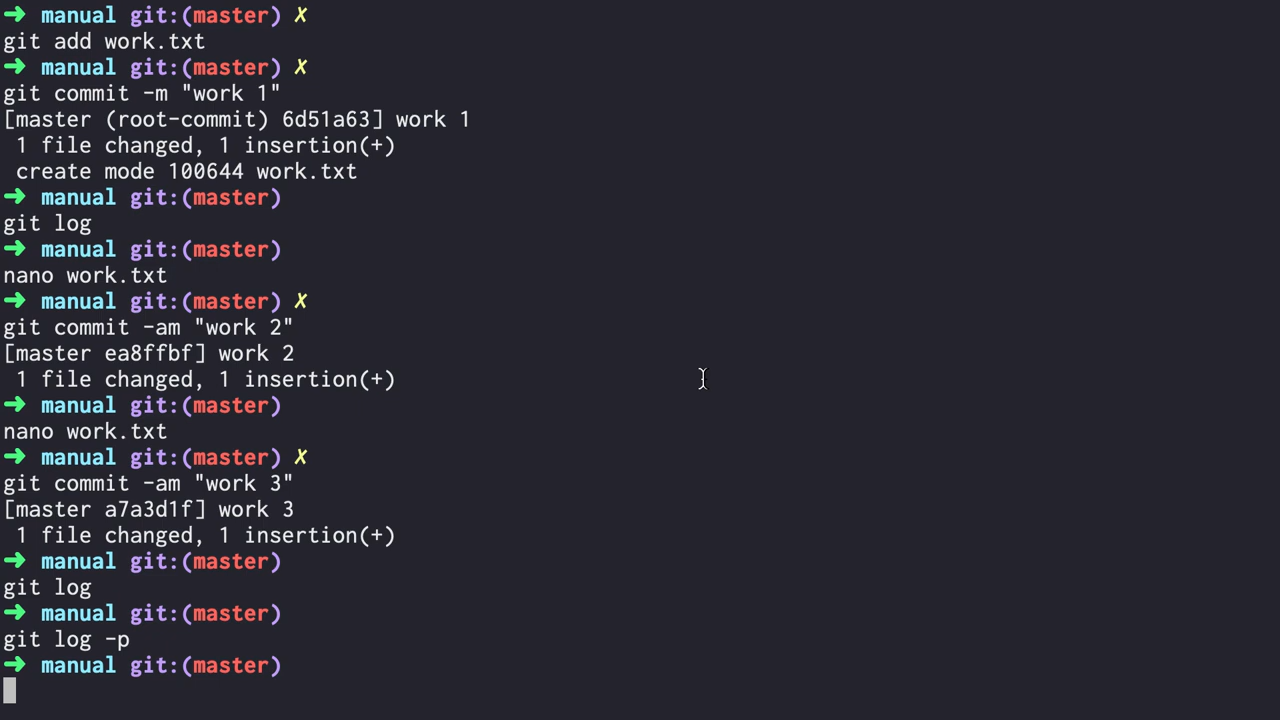 ➜ manual git:(master) ✗
git add work.txt
➜ manual git:(master) ✗
git commit -m "work 1"
[master (root-commit) 6d51a63] work 1
 1 file changed, 1 insertion(+)
 create mode 100644 work.txt
➜ manual git:(master)
git log
➜ manual git:(master)
nano work.txt
➜ manual git:(master) ✗
git commit -am "work 2"
[master ea8ffbf] work 2
 1 file changed, 1 insertion(+)
➜ manual git:(master)
nano work.txt
➜ manual git:(master) ✗
git commit -am "work 3"
[master a7a3d1f] work 3
 1 file changed, 1 insertion(+)
➜ manual git:(master)
git log
➜ manual git:(master)
git log -p
➜ manual git:(master)